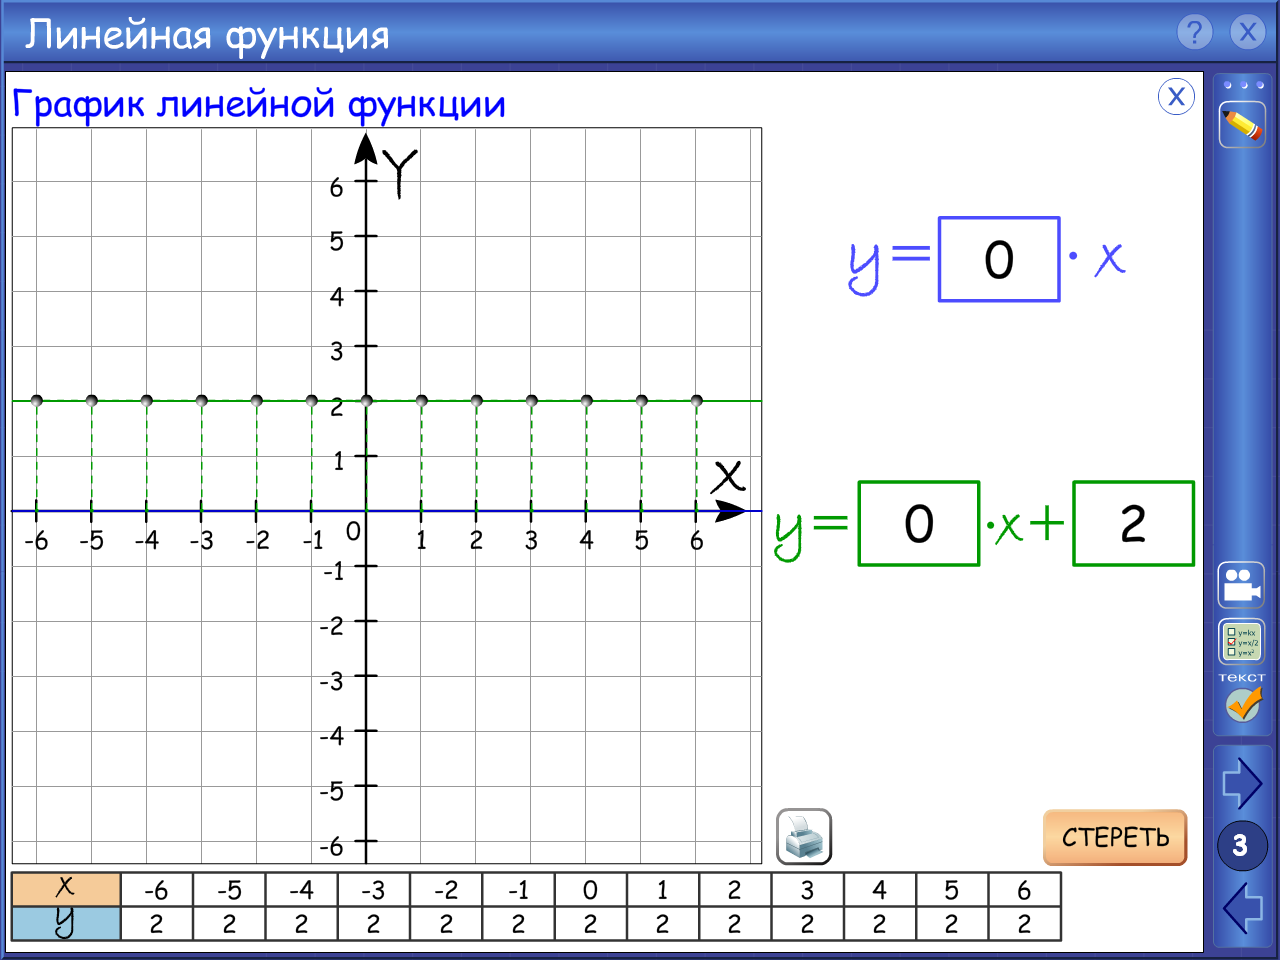 Линейная функция
? X
График линейной функции
X
Y
6
5
4
3
2
1
X
-6 -5 -4 -3 -2 -1 0 1 2 3 4 5 6
-1
-2
-3
-4
-5
-6
y = 0 · x
y = 0 · x + 2
y=kx
y=x/2
y=x²
текст
3
СТЕРЕТЬ
x -6 -5 -4 -3 -2 -1 0 1 2 3 4 5 6
y 2 2 2 2 2 2 2 2 2 2 2 2 2